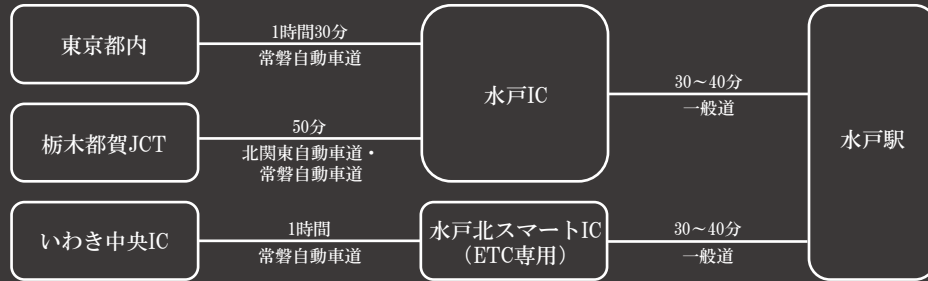 東京都内
1時間30分
常磐自動車道
水戸IC
30～40分
一般道
水戸駅
栃木都賀JCT
50分
北関東自動車道・
常磐自動車道
いわき中央IC
1時間
常磐自動車道
水戸北スマートIC
（ETC専用）
30～40分
一般道